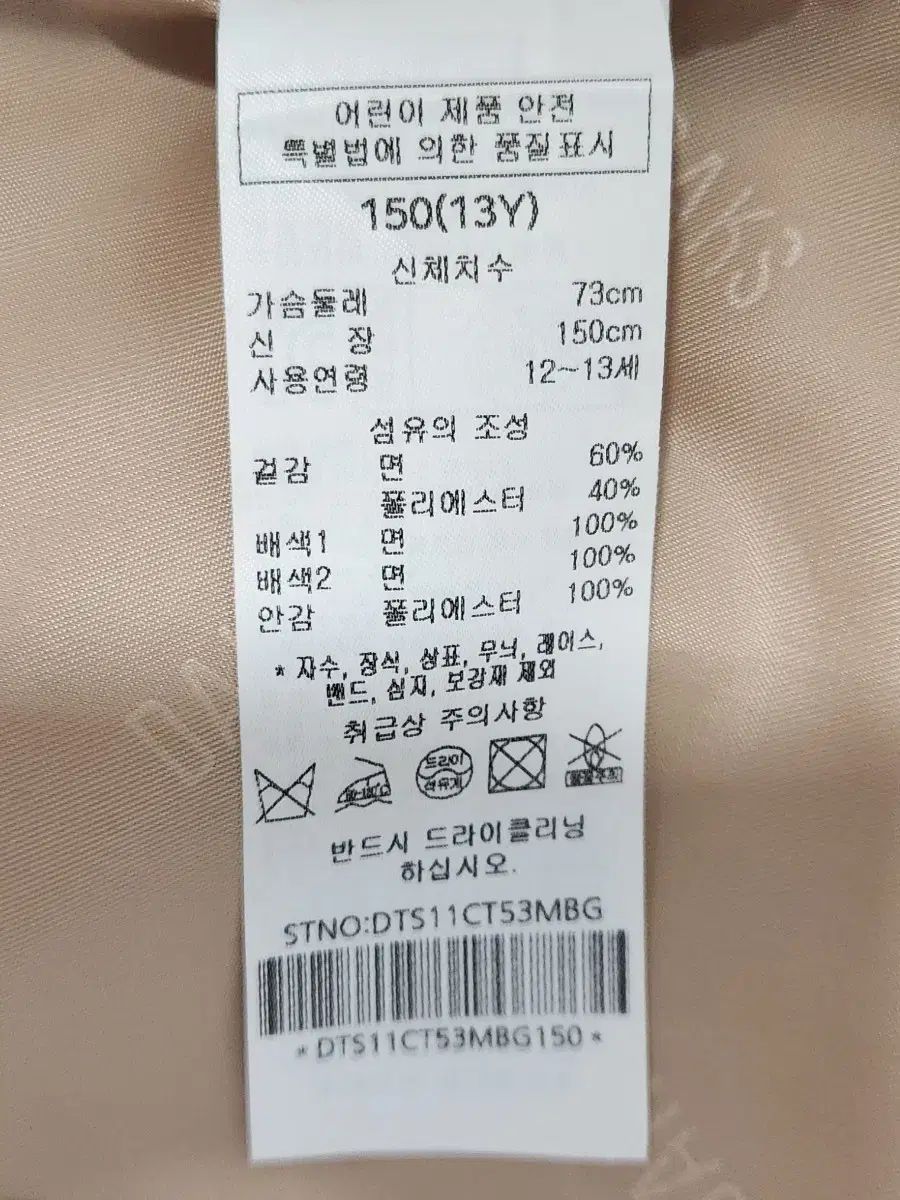 어린이 제품 안전
특별법에 의한 품질표시
150(13Y)
신체치수
가슴둘레 73cm
신 장 150cm
사용연령 12~13세
섬유의 조성
겉감 면 60%
폴리에스터 40%
배색1 면 100%
배색2 면 100%
안감 폴리에스터 100%
* 자수, 장식, 상표, 무늬, 레이스,
밴드, 심지, 보강재 제외
취급상 주의사항
드라이
석유계
반드시 드라이클리닝
하십시오.
STNO:DTS11CT53MBG
* DTS11CT53MBG150 *